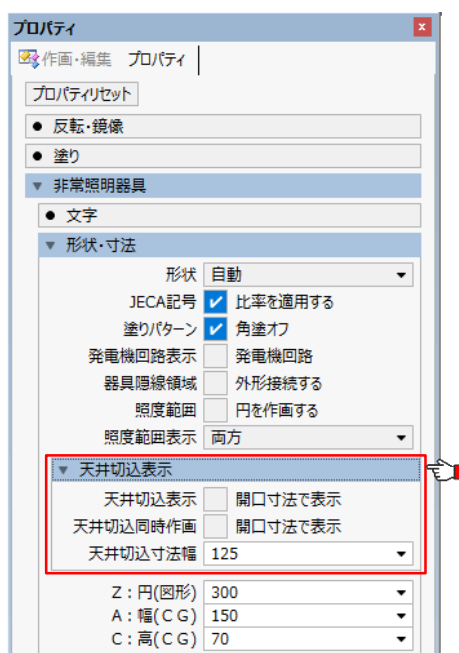 プロパティ
作画・編集 プロパティ
プロパティリセット
● 反転・鏡像
● 塗り
▼ 非常照明器具
● 文字
▼ 形状・寸法
形状 自動
JECA記号 比率を適用する
塗りパターン 角塗オフ
発電機回路表示 発電機回路
器具隠線領域 外形接続する
照度範囲 円を作画する
照度範囲表示 両方
▼ 天井切込表示
天井切込表示 開口寸法で表示
天井切込同時作画 開口寸法で表示
天井切込寸法幅 125
Z：円(図形) 300
A：幅(CG) 150
C：高(CG) 70